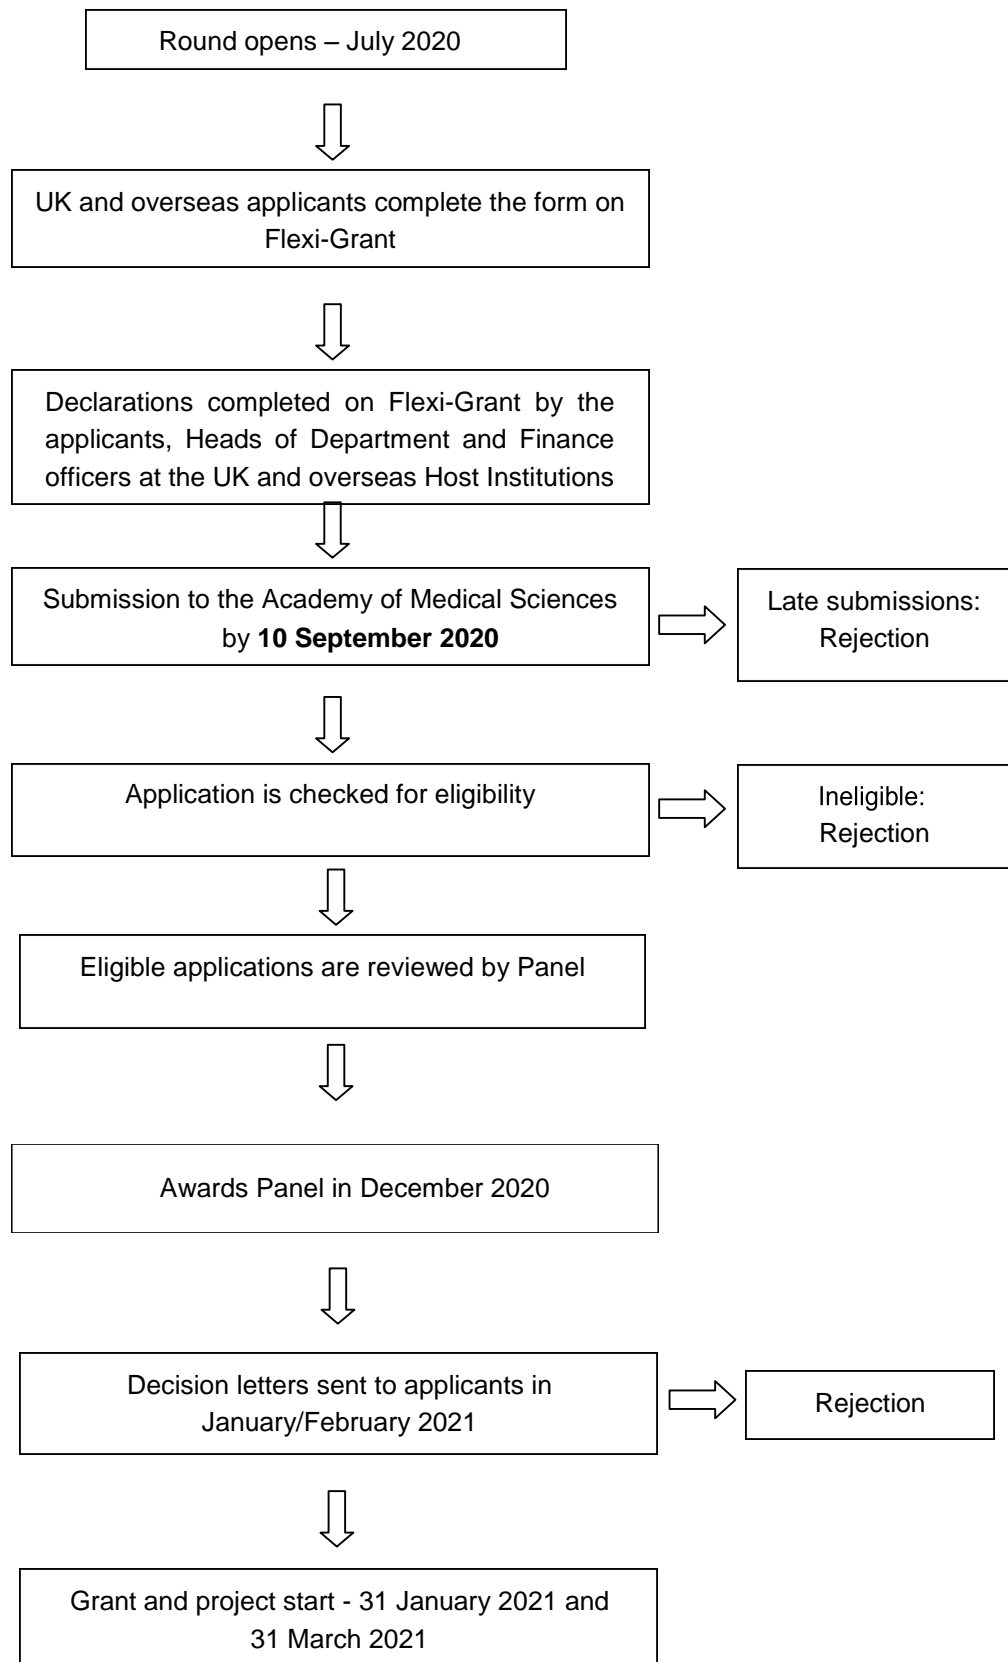 Round opens – July 2020
UK and overseas applicants complete the form on
Flexi-Grant
Declarations completed on Flexi-Grant by the
applicants, Heads of Department and Finance
officers at the UK and overseas Host Institutions
Submission to the Academy of Medical Sciences
by 10 September 2020
Late submissions:
Rejection
Application is checked for eligibility
Ineligible:
Rejection
Eligible applications are reviewed by Panel
Awards Panel in December 2020
Decision letters sent to applicants in
January/February 2021
Rejection
Grant and project start - 31 January 2021 and
31 March 2021